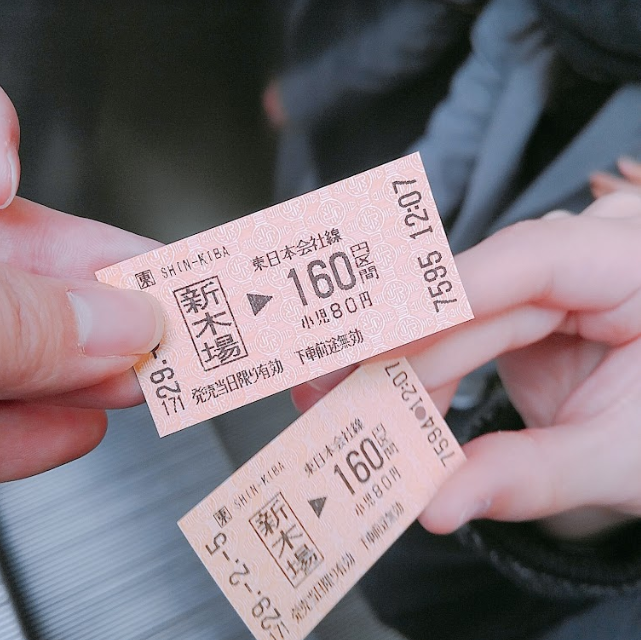 東 SHIN-KIBA
東日本会社線
新木場 ▶ 160円区間
小児80円
発売当日限り有効 下車前途無効
29.-
17(
7595 12:07
東 SHIN-KIBA
東日本会社線
新木場 ▶ 160円区間
小児80円
発売当日限り有効 下車前途無効
29.-2.-5
17(
7594●12:07